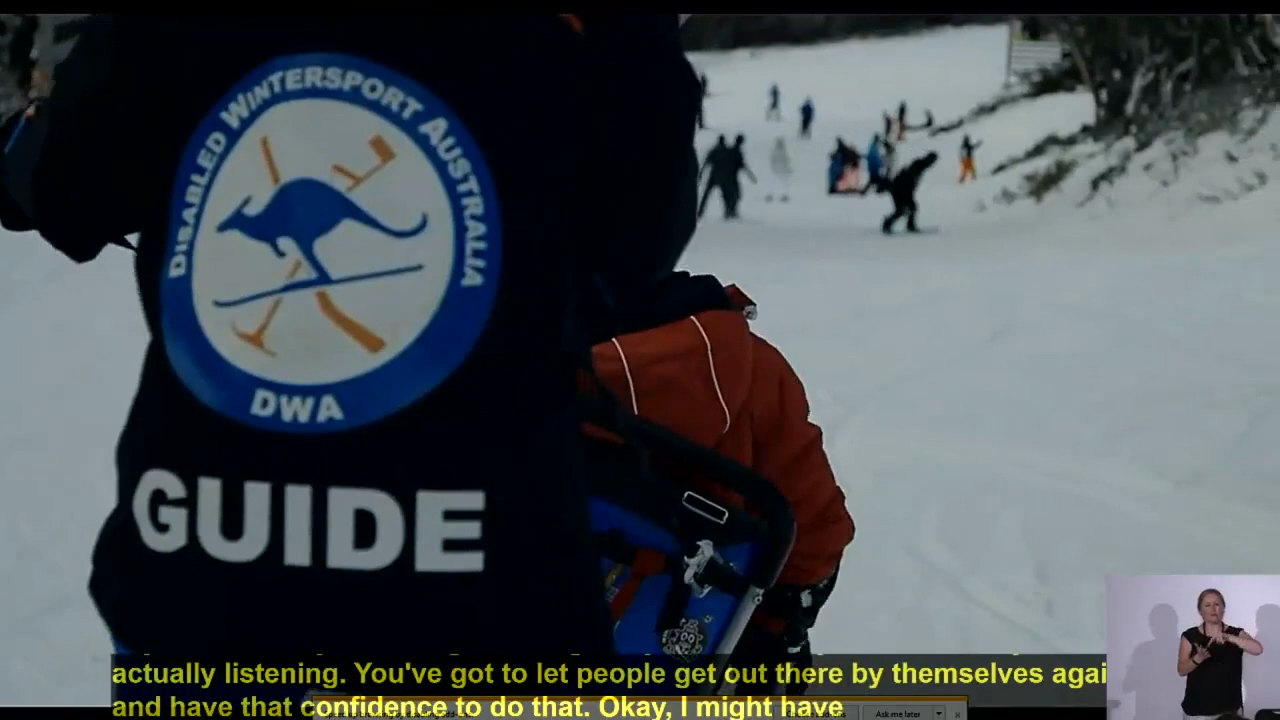 DISABLED WINTERSPORT AUSTRALIA
DWA
GUIDE
actually listening. You've got to let people get out there by themselves agai
and have that confidence to do that. Okay, I might have
Ask me later